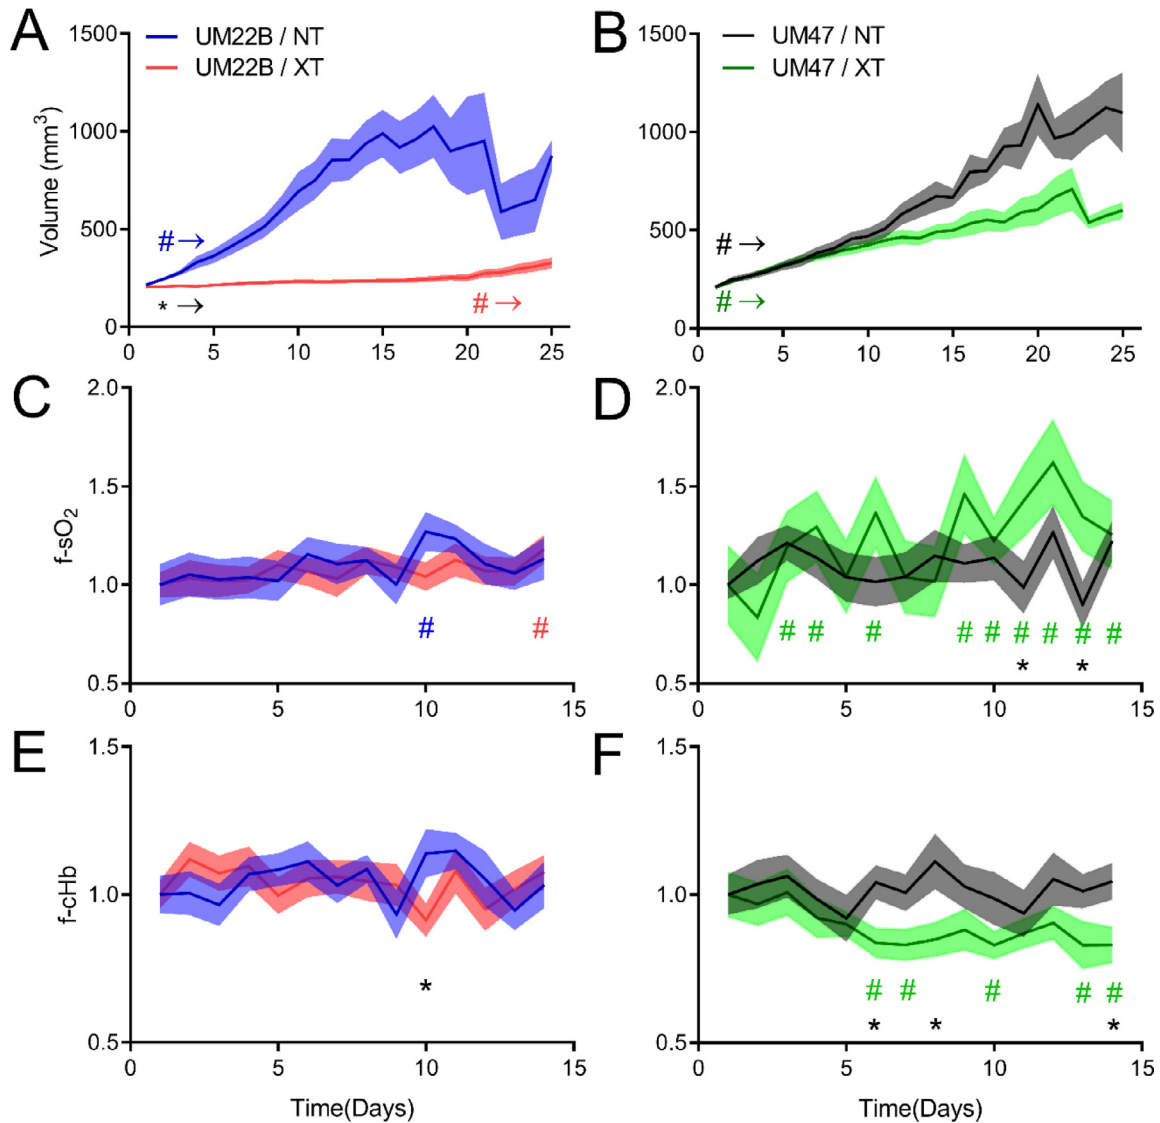 A
UM22B / NT
UM22B / XT
Volume (mm³)
1500
1000
500
0
# →
* →
# →
0 5 10 15 20 25
B
UM47 / NT
UM47 / XT
1500
1000
500
0
# →
# →
0 5 10 15 20 25
C
f-sO₂
2.0
1.5
1.0
0.5
# #
0 5 10 15
D
2.0
1.5
1.0
0.5
# # # # # # # # #
* *
0 5 10 15
E
f-cHb
1.5
1.0
0.5
*
0 5 10 15
Time(Days)
F
1.5
1.0
0.5
# # # # #
* * *
0 5 10 15
Time(Days)